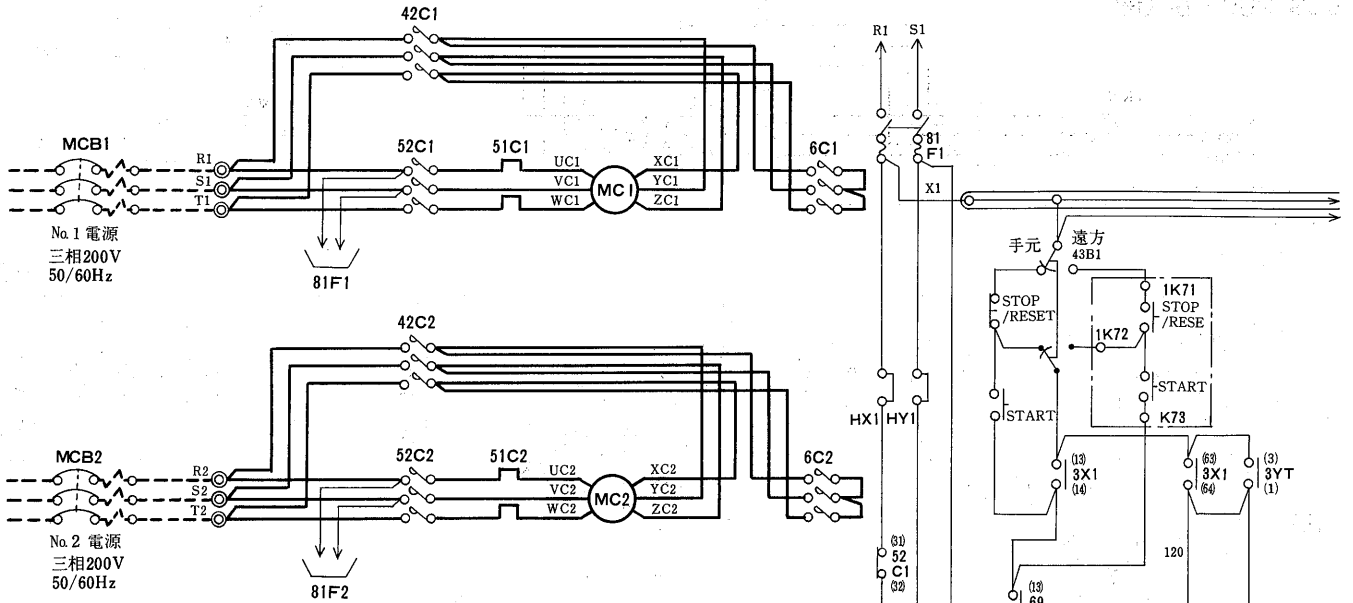 42C1
MCB1
R1
S1
T1
52C1
51C1
UC1
VC1
WC1
MC1
XC1
YC1
ZC1
6C1
No.1 電源
三相200V
50/60Hz
81F1
42C2
MCB2
R2
S2
T2
52C2
51C2
UC2
VC2
WC2
MC2
XC2
YC2
ZC2
6C2
No.2 電源
三相200V
50/60Hz
81F2
R1
S1
81
F1
X1
手元
遠方
43B1
STOP
/RESET
1K71
STOP
/RESE
1K72
START
START
K73
HX1
HY1
(13)
3X1
(14)
(63)
3X1
(64)
(3)
3YT
(1)
(31)
52
C1
(32)
120
(13)
69